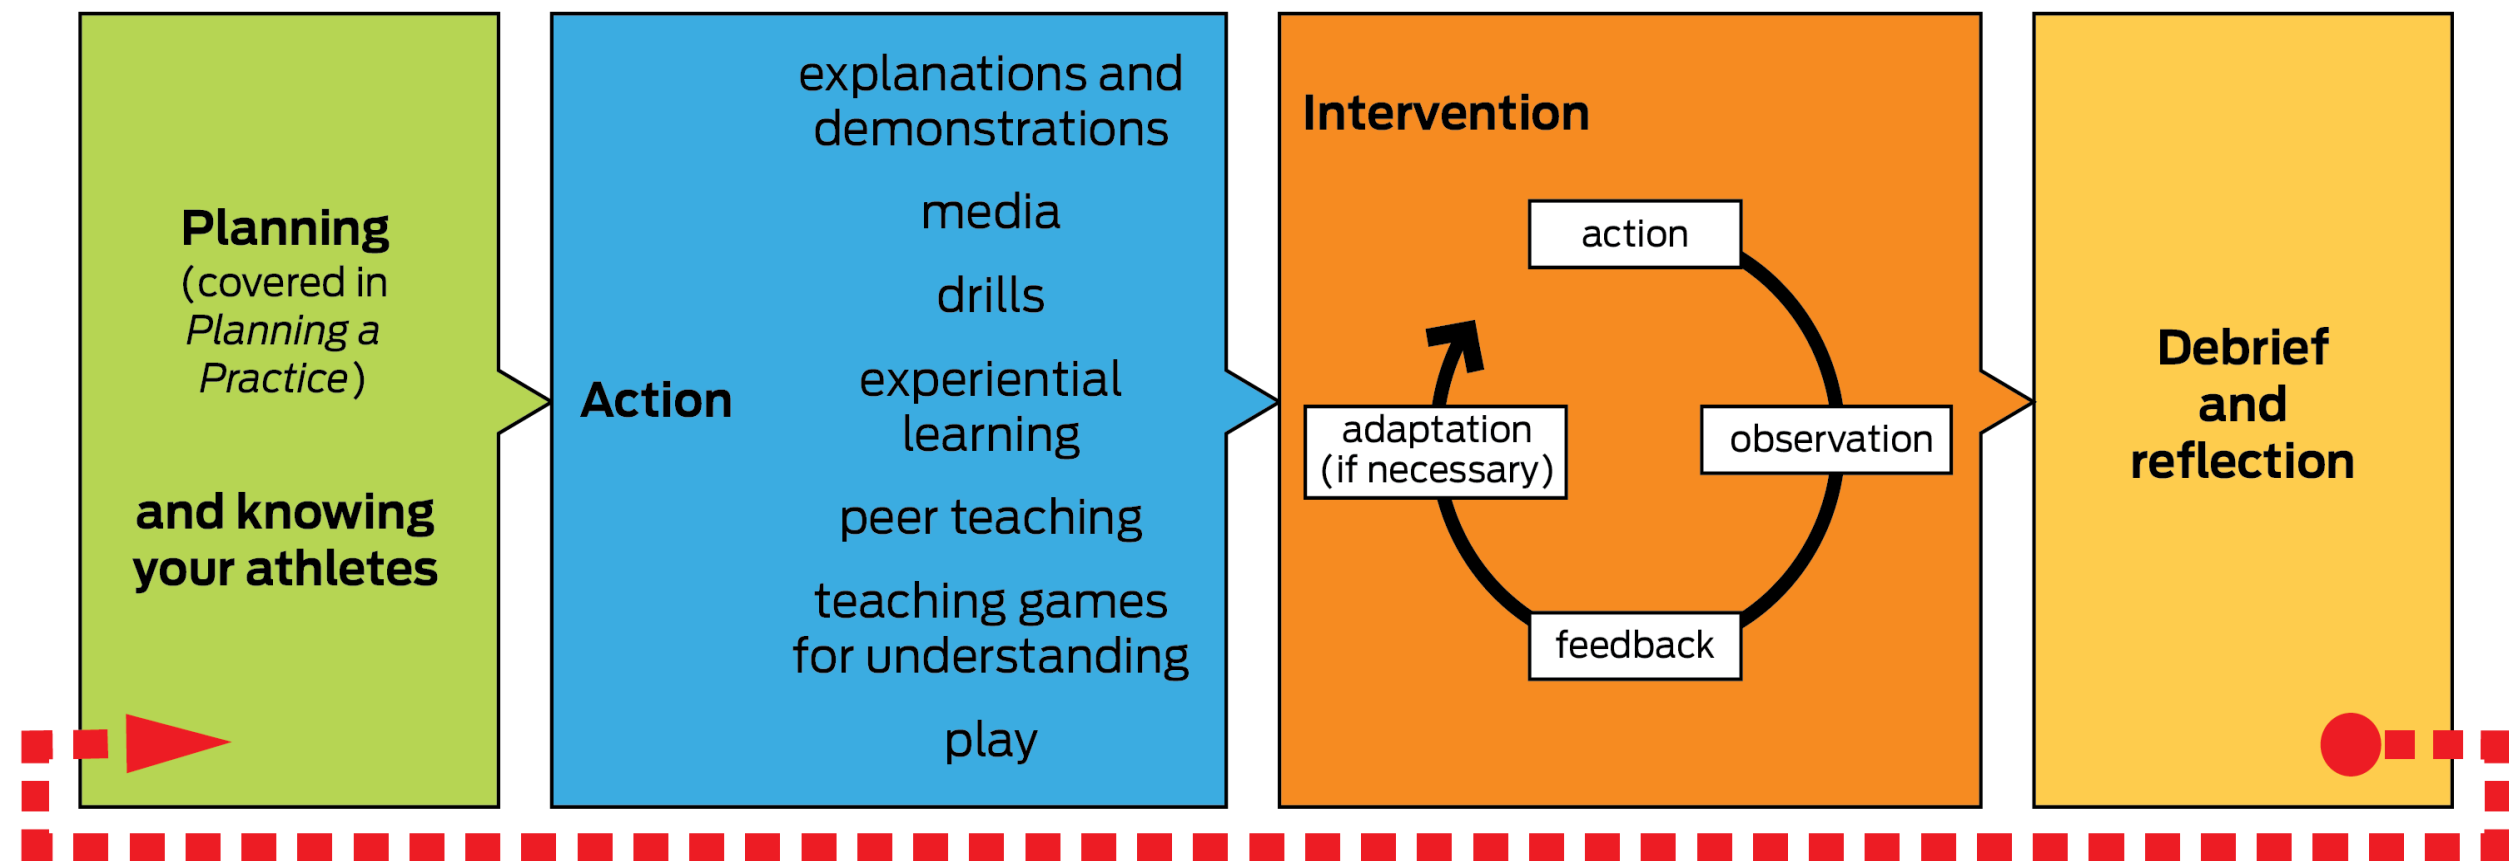 Planning
(covered in
Planning a
Practice)
and knowing
your athletes
Action
explanations and
demonstrations
media
drills
experiential
learning
peer teaching
teaching games
for understanding
play
Intervention
action
observation
feedback
adaptation
(if necessary)
Debrief
and
reflection